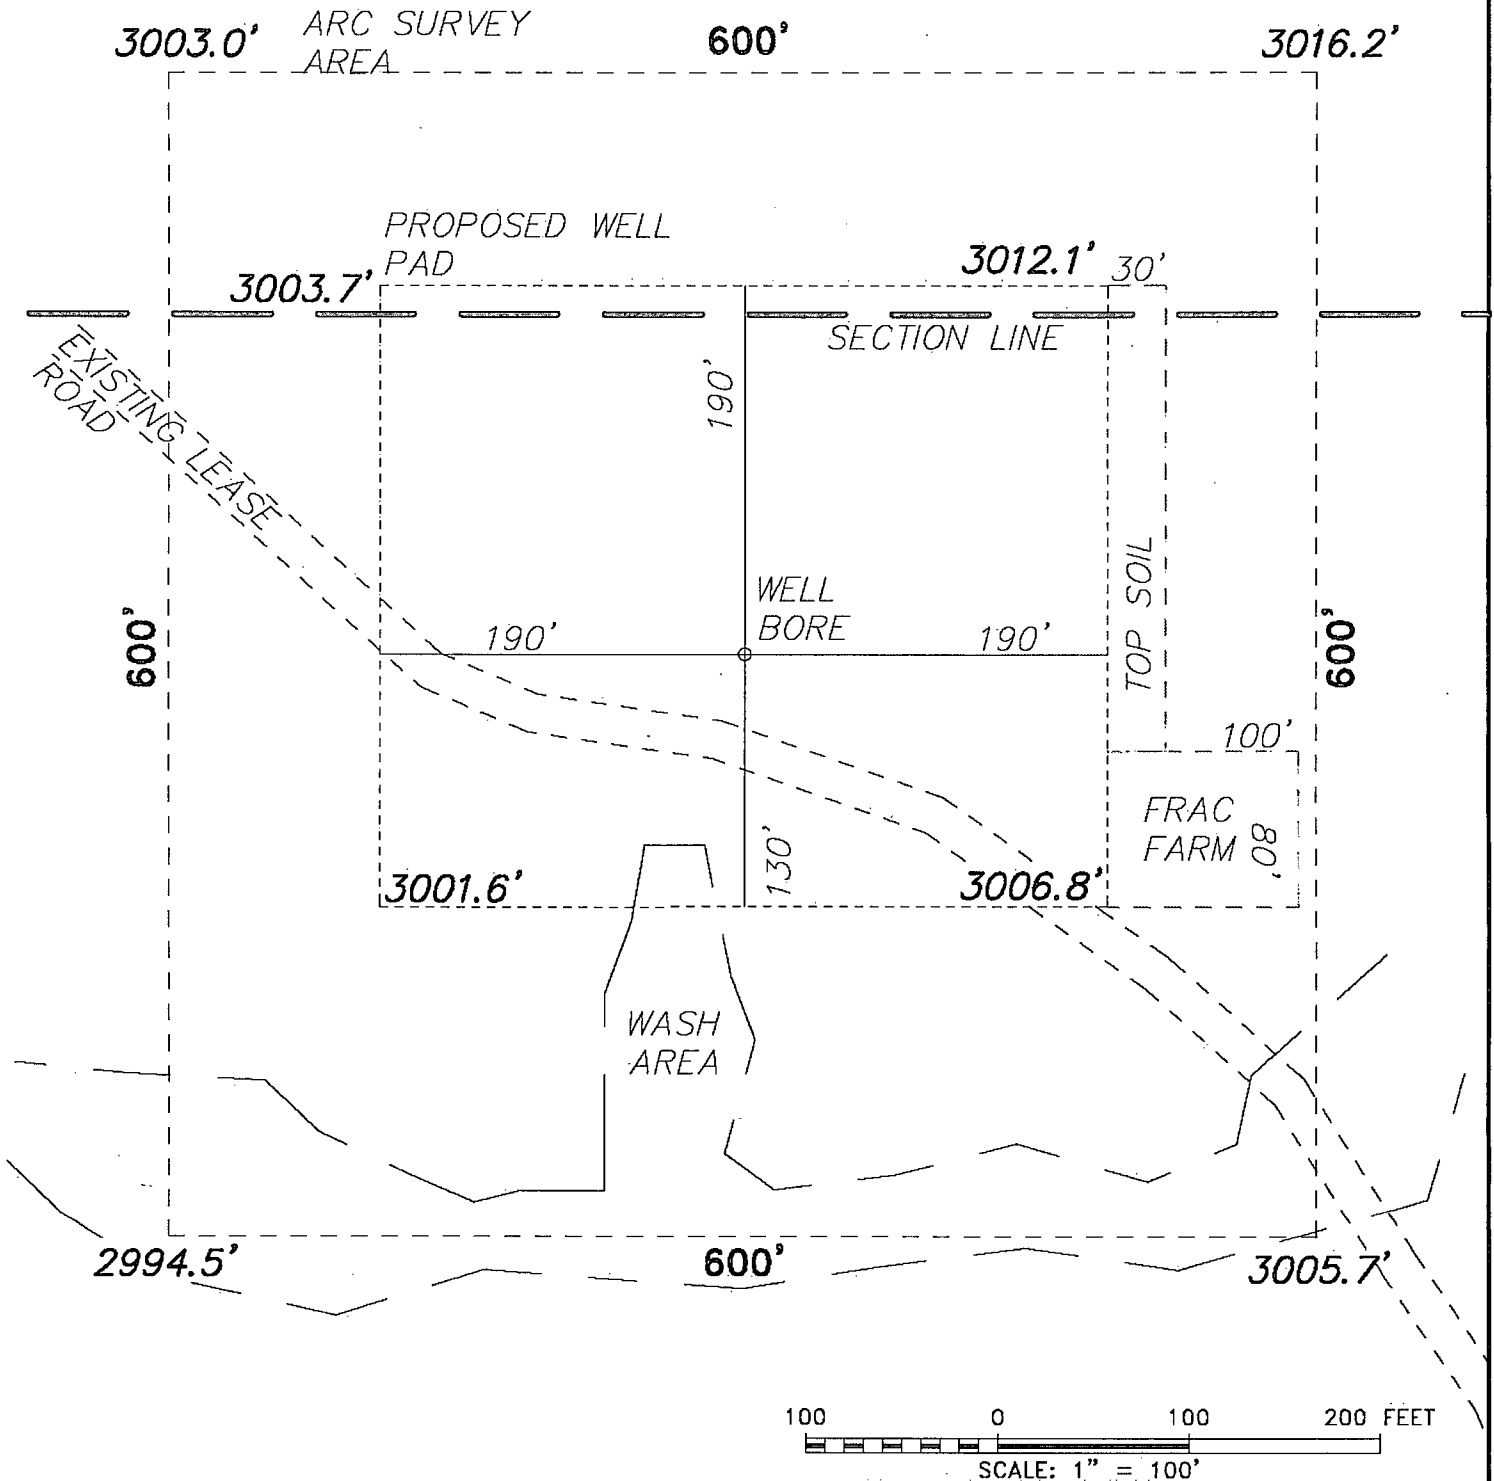 ARC SURVEY
AREA
3003.0'
600'
3016.2'
PROPOSED WELL
PAD
3003.7'
3012.1'
30'
SECTION LINE
EXISTING LEASE
ROAD
190'
WELL
BORE
190'
190'
TOP SOIL
600'
600'
100'
FRAC
FARM
80'
130'
3001.6'
3006.8'
WASH
AREA
2994.5'
600'
3005.7'
100 0 100 200 FEET
SCALE: 1" = 100'